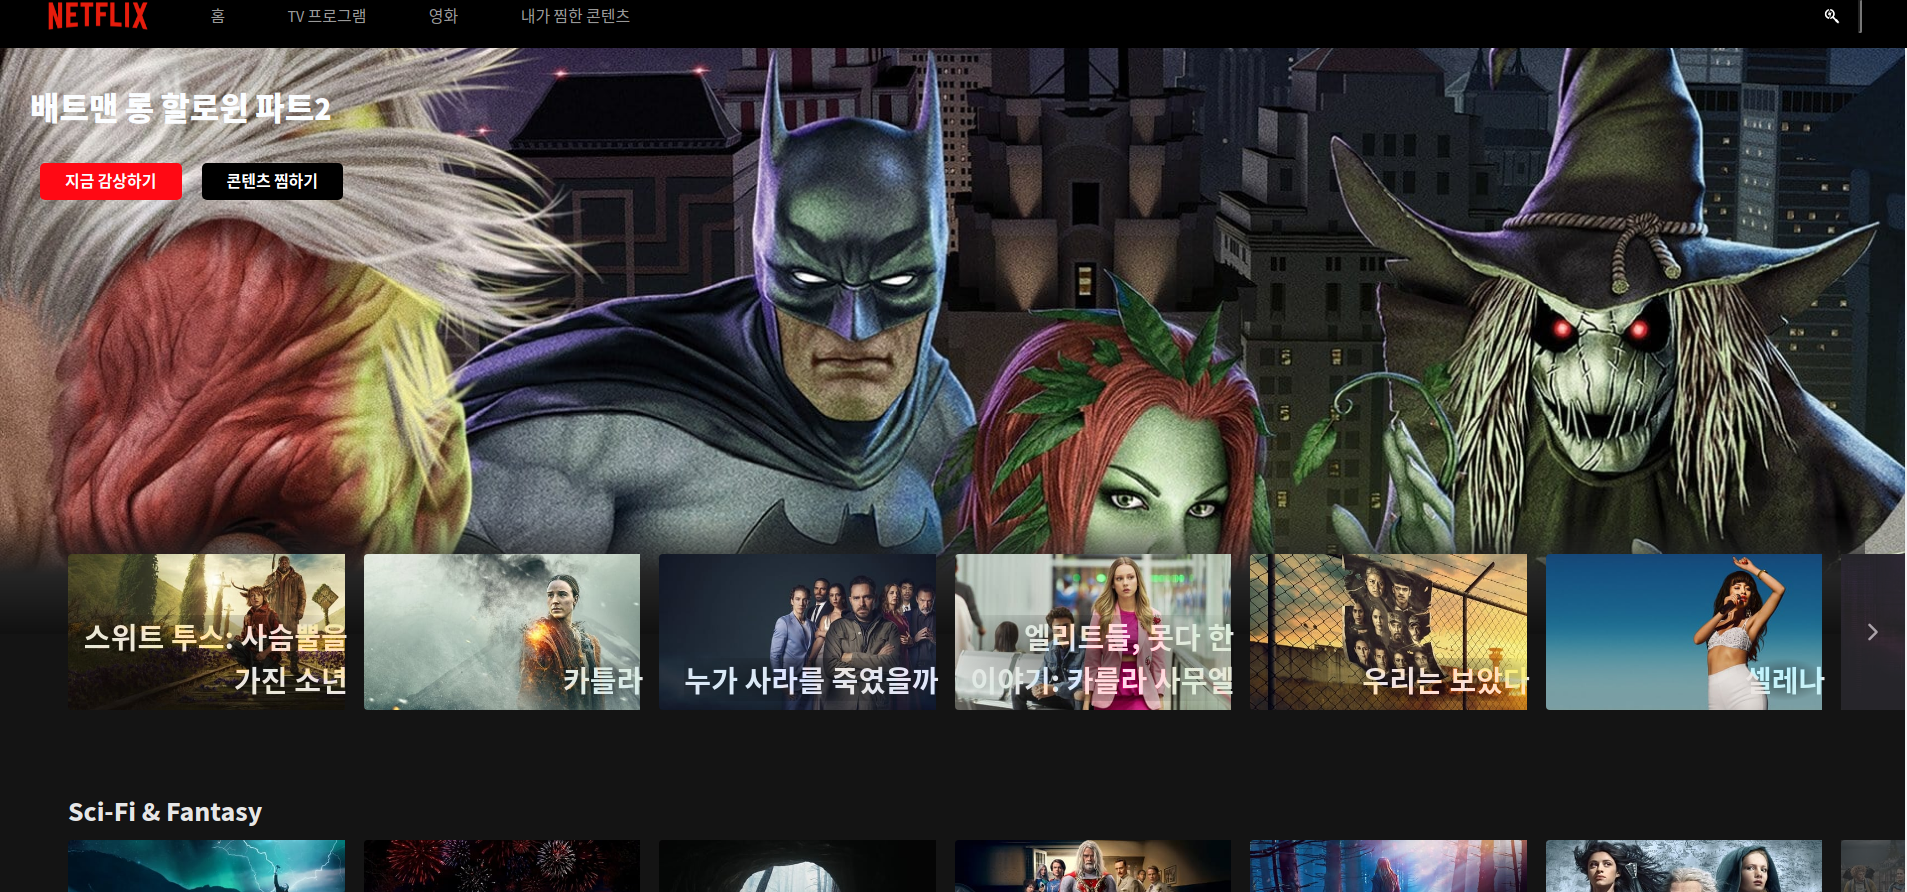 NETFLIX
홈
TV 프로그램
영화
내가 찜한 콘텐츠
배트맨 롱 할로윈 파트2
지금 감상하기
콘텐츠 찜하기
스위트 투스: 사슴뿔을
가진 소년
카틀라
누가 사라를 죽였을까
엘리트들, 못다 한
이야기: 카를라 사무엘
우리는 보았다
셀레나
Sci-Fi & Fantasy